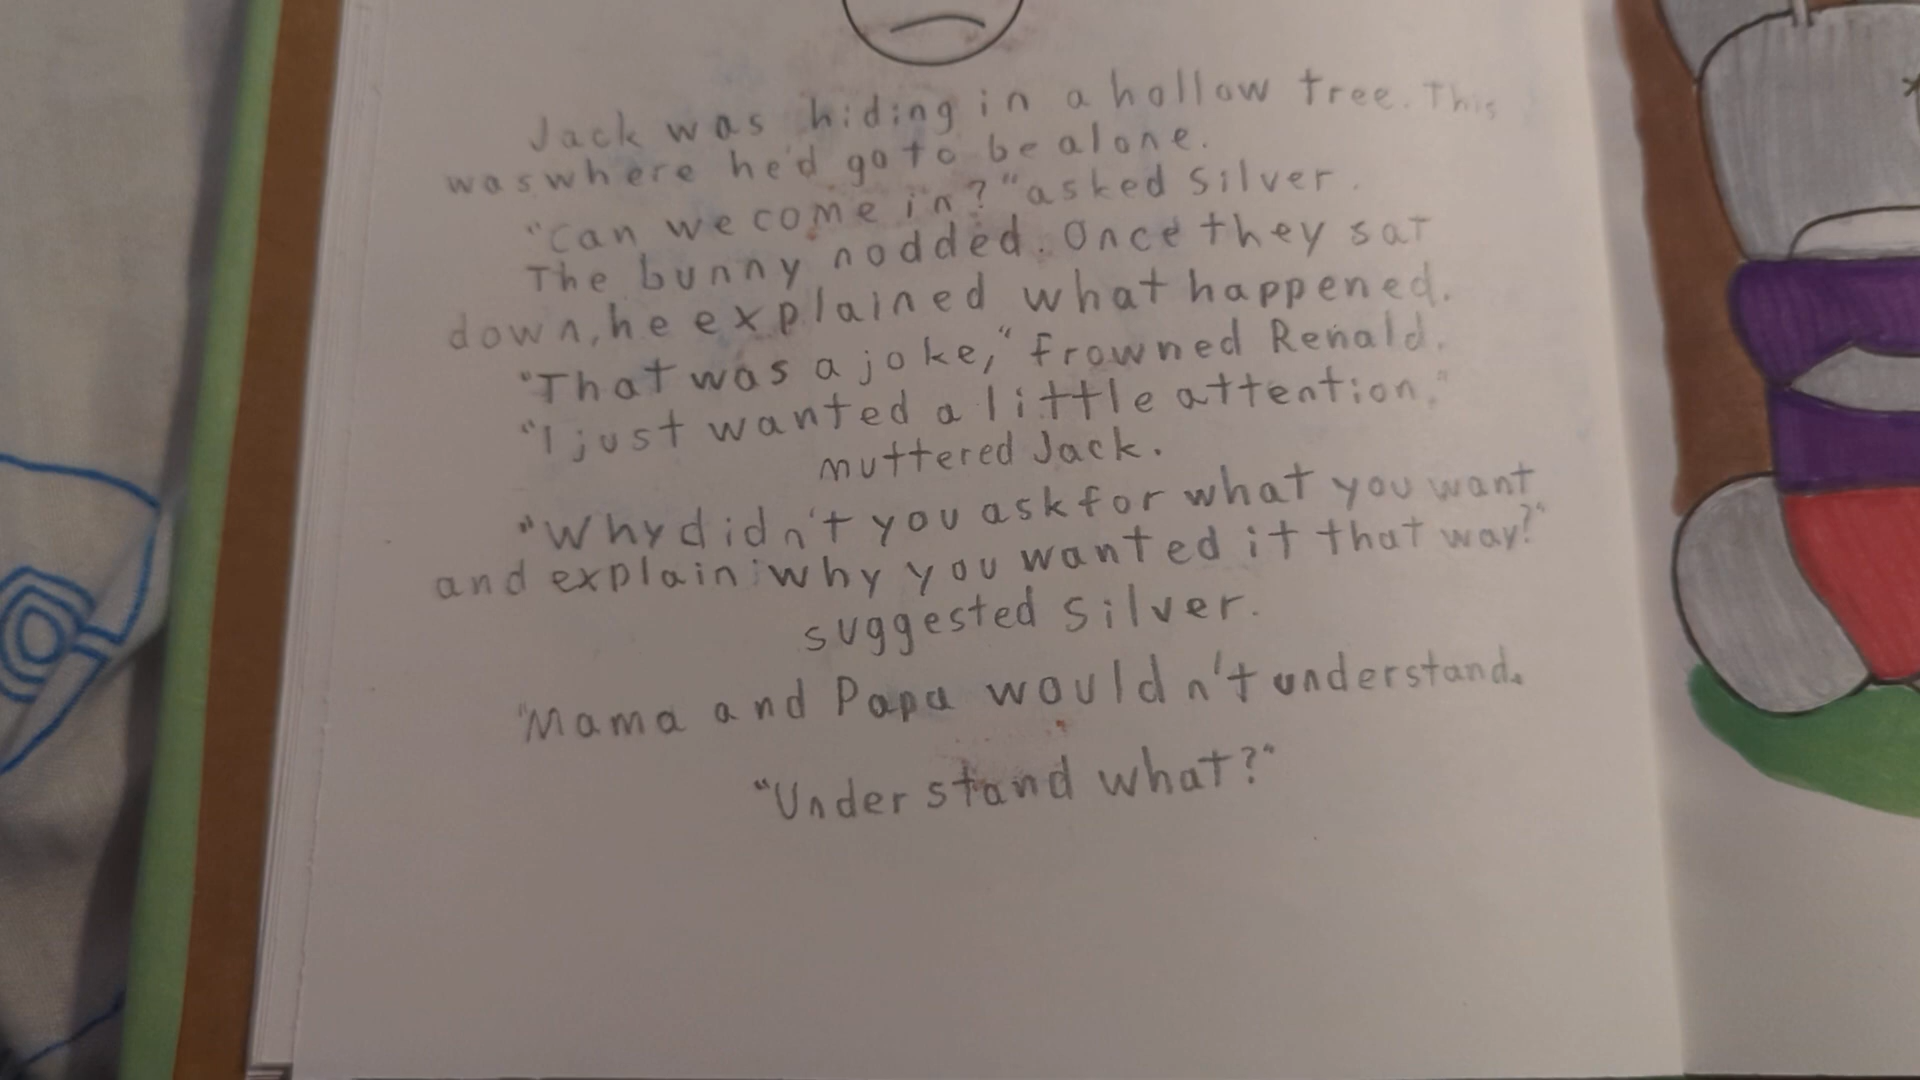 Jack was hiding in a hollow tree. This
was where he'd go to be alone.
"Can we come in?" asked Silver.
The bunny nodded. Once they sat
down, he explained what happened.
"That was a joke," frowned Renald.
"I just wanted a little attention,"
muttered Jack.
"Why didn't you ask for what you want
and explain why you wanted it that way?"
suggested Silver.
"Mama and Papa wouldn't understand.
"Understand what?"